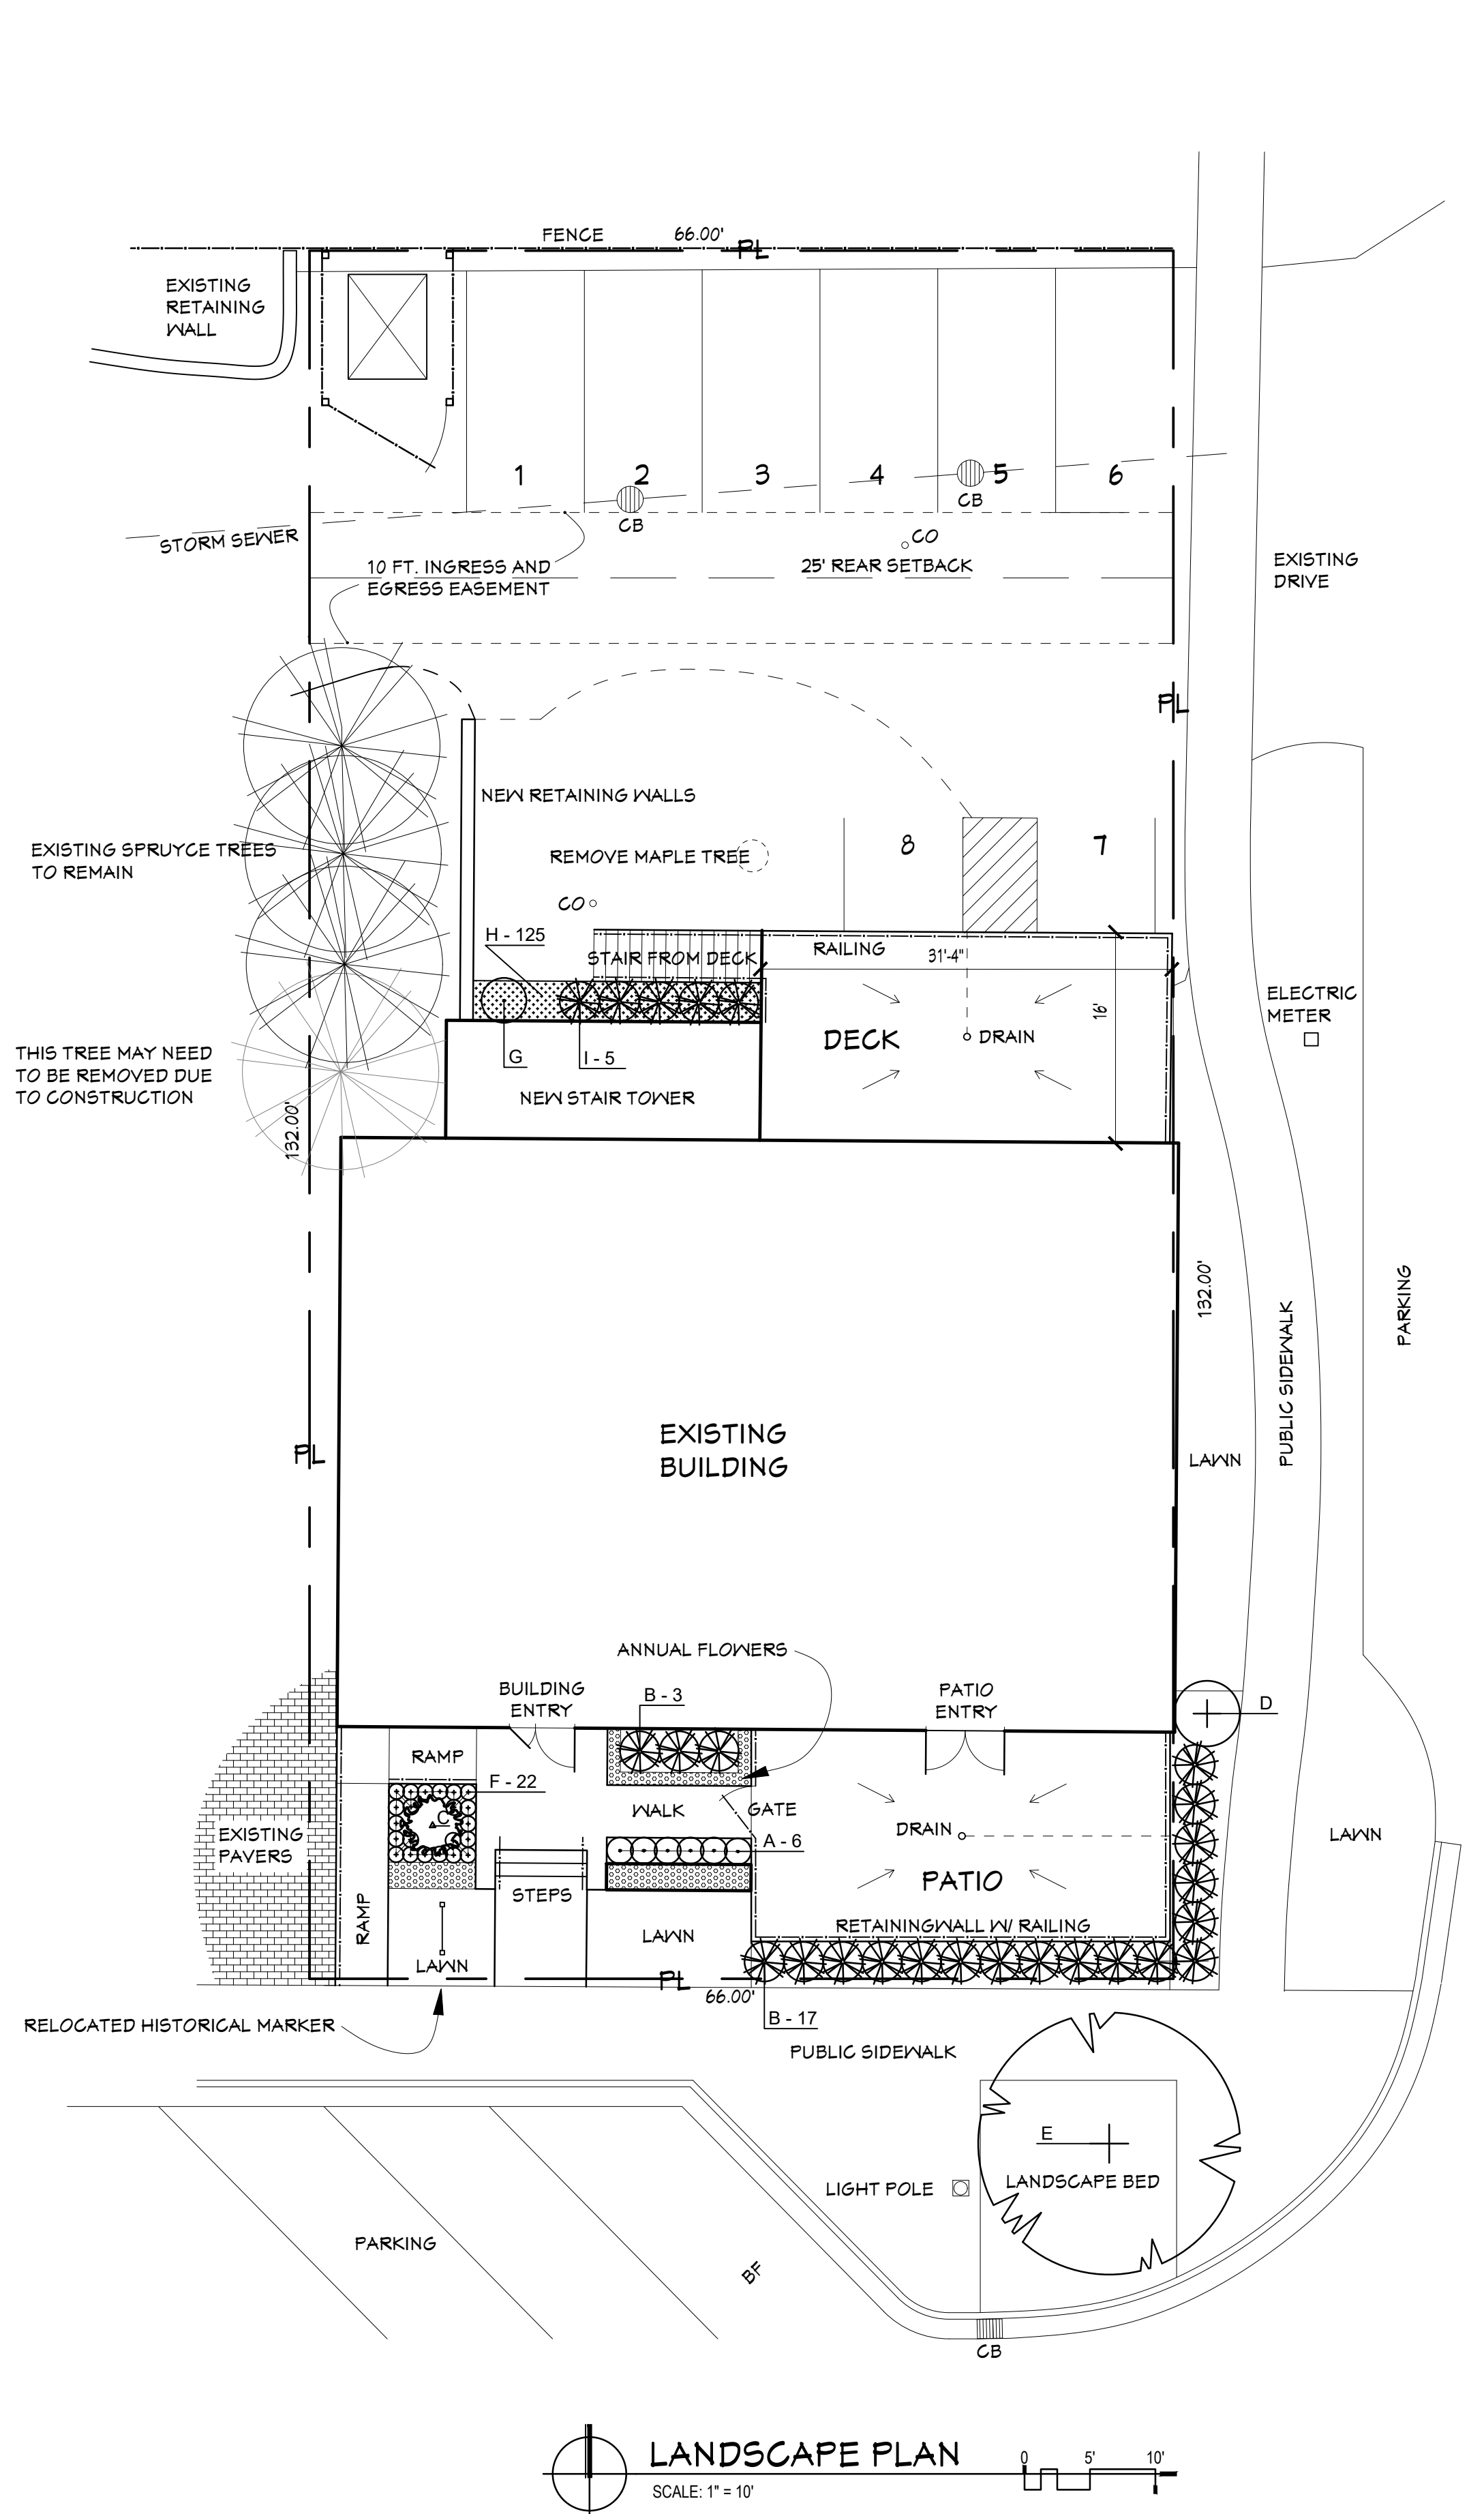 FENCE
66.00'
PL
EXISTING
RETAINING
WALL
1
2
3
4
5
6
CB
CB
STORM SEWER
CO
10 FT. INGRESS AND
EGRESS EASEMENT
25' REAR SETBACK
EXISTING
DRIVE
PL
NEW RETAINING WALLS
EXISTING SPRUYCE TREES
TO REMAIN
REMOVE MAPLE TREE
8
7
CO
H - 125
STAIR FROM DECK
RAILING
31'-4"
16'
ELECTRIC
METER
DECK
DRAIN
G
I - 5
THIS TREE MAY NEED
TO BE REMOVED DUE
TO CONSTRUCTION
NEW STAIR TOWER
132.00'
132.00'
PARKING
PUBLIC SIDEWALK
EXISTING
BUILDING
PL
LAWN
ANNUAL FLOWERS
BUILDING
ENTRY
B - 3
PATIO
ENTRY
D
RAMP
F - 22
WALK
GATE
C
EXISTING
PAVERS
DRAIN
LAWN
A - 6
PATIO
STEPS
RAMP
RETAININGWALL W/ RAILING
LAWN
LAWN
PL
66.00'
RELOCATED HISTORICAL MARKER
B - 17
PUBLIC SIDEWALK
E
LANDSCAPE BED
LIGHT POLE
PARKING
BF
CB
LANDSCAPE PLAN
SCALE: 1" = 10'
0
5'
10'